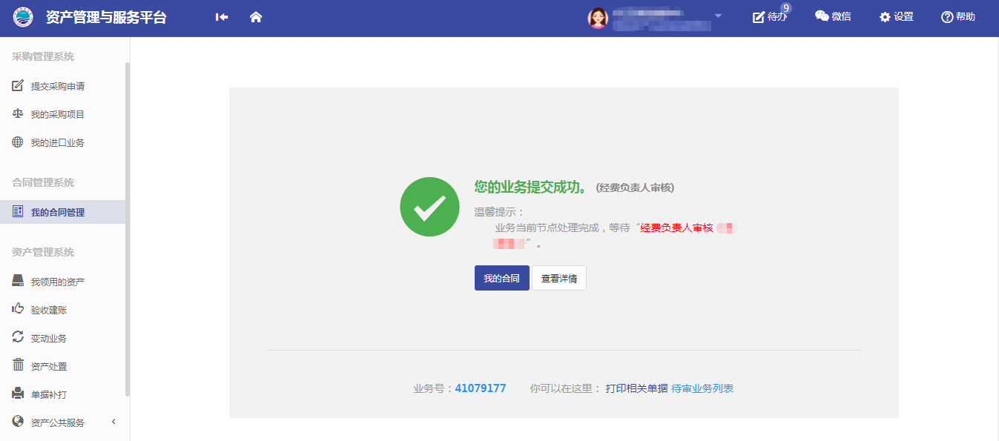 资产管理与服务平台
待办 9
微信
设置
帮助
采购管理系统
提交采购申请
我的采购项目
我的进口业务
合同管理系统
我的合同管理
资产管理系统
我领用的资产
验收建账
变动业务
资产处置
单据补打
资产公共服务
您的业务提交成功。 (经费负责人审核)
温馨提示：
业务当前节点处理完成，等待“经费负责人审核
”。
我的合同 查看详情
业务号：41079177 你可以在这里： 打印相关单据 待审业务列表